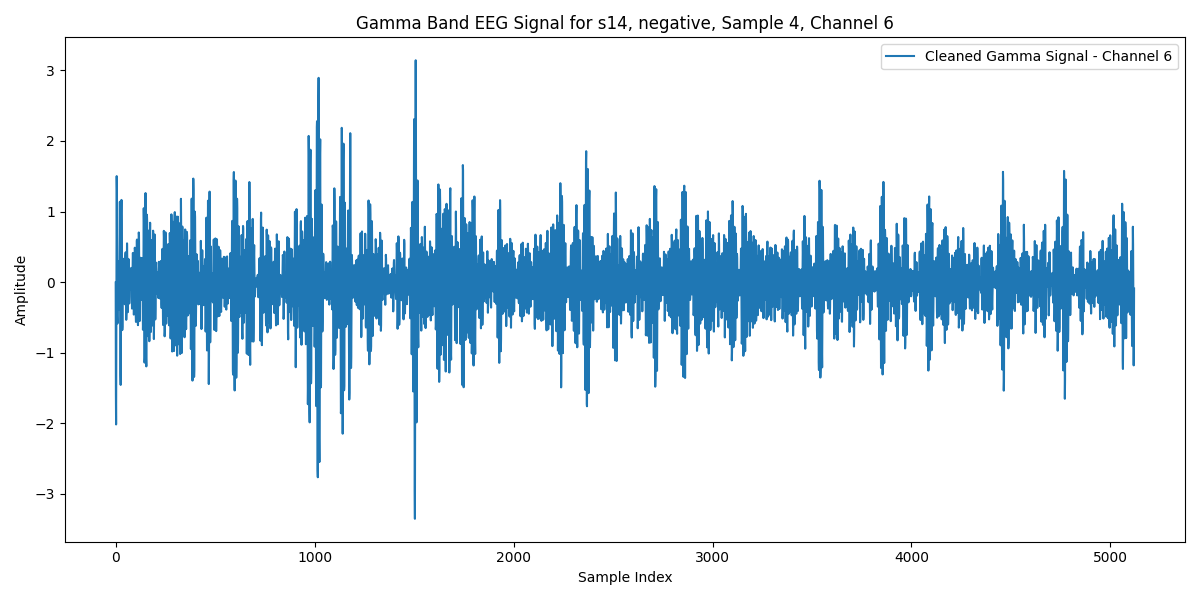 Gamma Band EEG Signal for s14, negative, Sample 4, Channel 6
Cleaned Gamma Signal - Channel 6
3
2
1
0
−1
−2
−3
Amplitude
0 1000 2000 3000 4000 5000
Sample Index